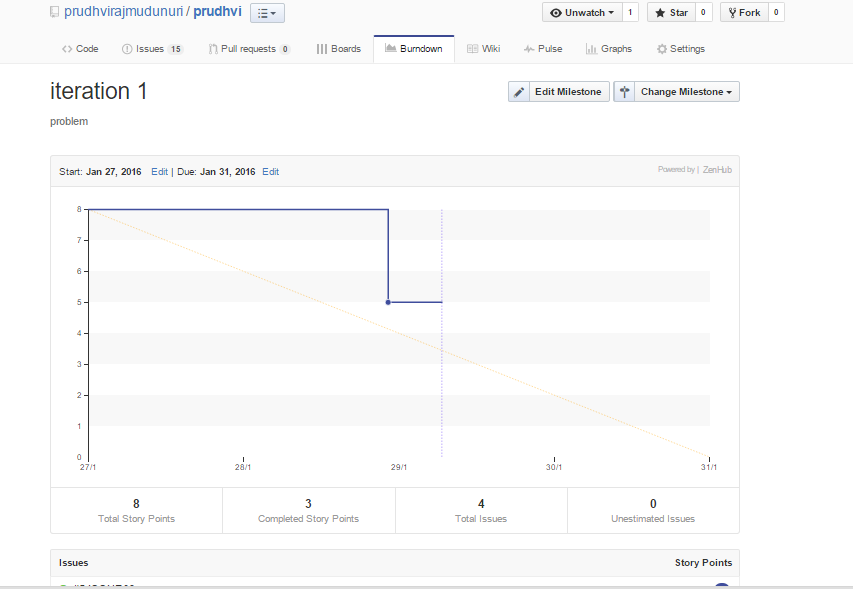 prudhvirajmudunuri / prudhvi
Unwatch 1 Star 0 Fork 0
Code Issues 15 Pull requests 0 Boards Burndown Wiki Pulse Graphs Settings
iteration 1
Edit Milestone Change Milestone
problem
Start: Jan 27, 2016 Edit | Due: Jan 31, 2016 Edit
Powered by | ZenHub
8
7
6
5
4
3
2
1
0
27/1 28/1 29/1 30/1 31/1
8 3 4 0
Total Story Points Completed Story Points Total Issues Unestimated Issues
Issues Story Points